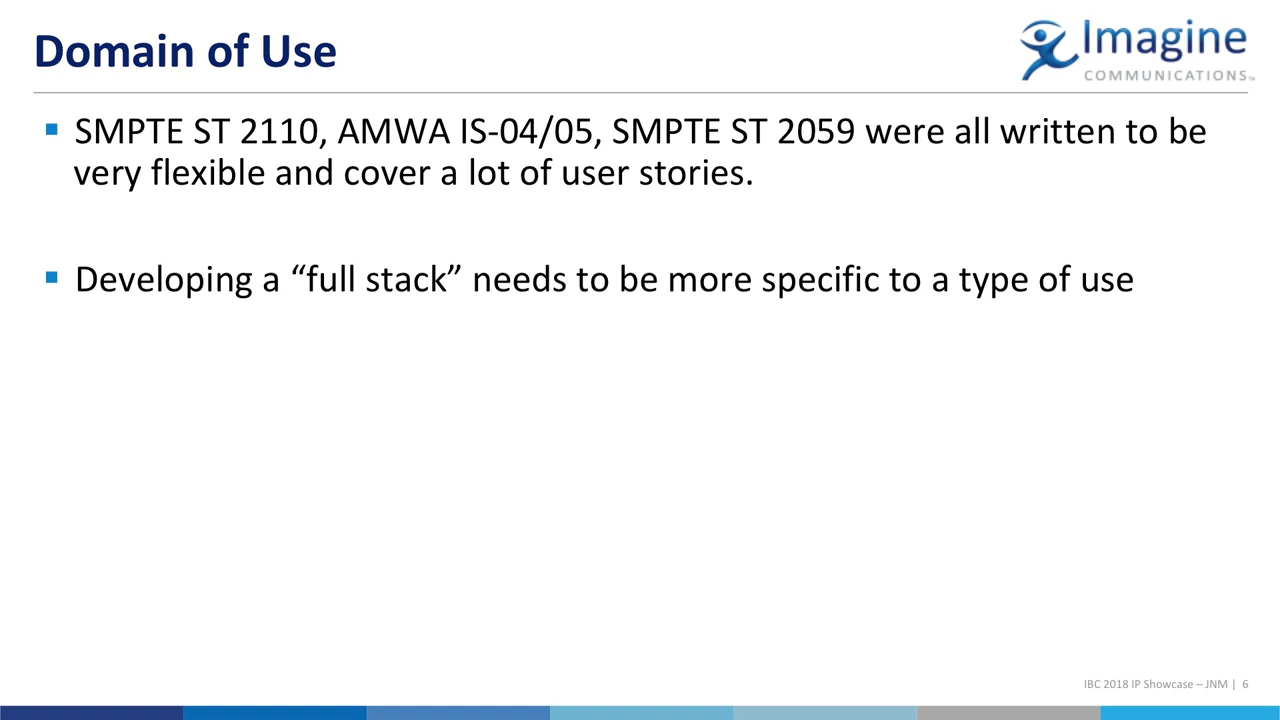 Domain of Use
Imagine
COMMUNICATIONS™
▪ SMPTE ST 2110, AMWA IS-04/05, SMPTE ST 2059 were all written to be
very flexible and cover a lot of user stories.
▪ Developing a “full stack” needs to be more specific to a type of use
IBC 2018 IP Showcase – JNM | 6